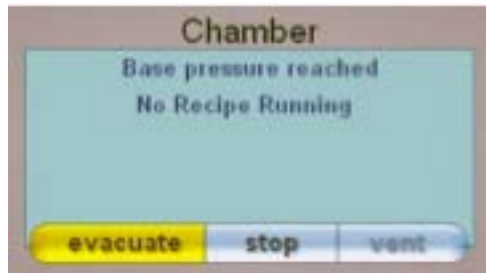 Chamber
Base pressure reached
No Recipe Running
evacuate stop vent